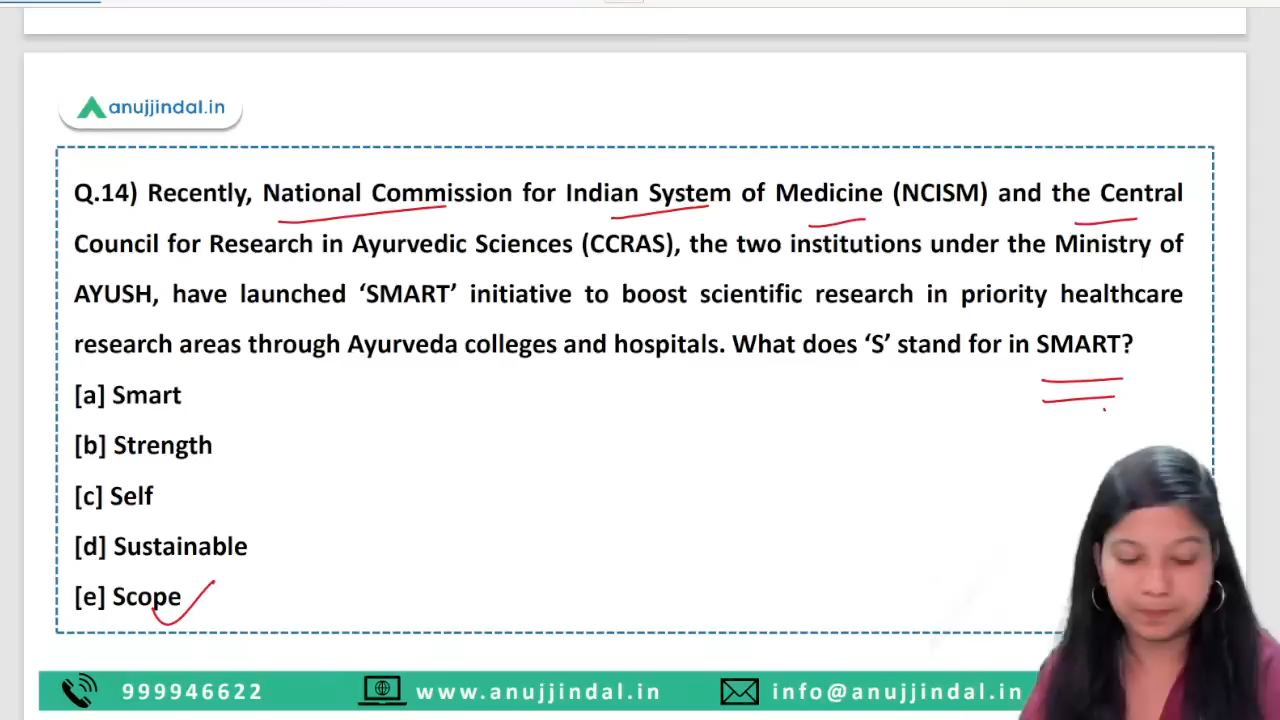 anujjindal.in
Q.14) Recently, National Commission for Indian System of Medicine (NCISM) and the Central
Council for Research in Ayurvedic Sciences (CCRAS), the two institutions under the Ministry of
AYUSH, have launched ‘SMART’ initiative to boost scientific research in priority healthcare
research areas through Ayurveda colleges and hospitals. What does ‘S’ stand for in SMART?
[a] Smart
[b] Strength
[c] Self
[d] Sustainable
[e] Scope
999946622
www.anujjindal.in
info@anujjindal.in